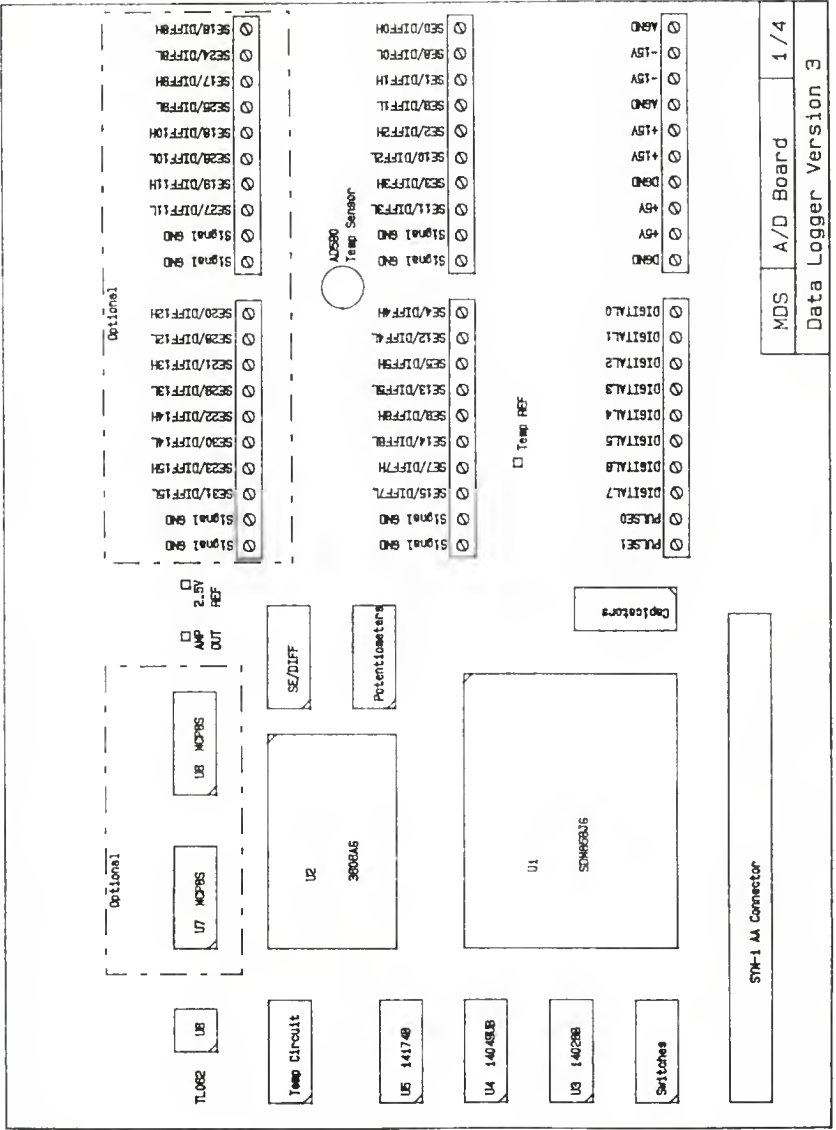 SE18/DIFF8H
SE24/DIFF8L
SE17/DIFF9H
SE25/DIFF9L
SE18/DIFF10H
SE26/DIFF10L
SE19/DIFF11H
SE27/DIFF11L
Signal GND
Signal GND
Optional
SE20/DIFF12H
SE28/DIFF12L
SE21/DIFF13H
SE29/DIFF13L
SE22/DIFF14H
SE30/DIFF14L
SE23/DIFF15H
SE31/DIFF15L
Signal GND
Signal GND
SE0/DIFF0H
SE8/DIFF0L
SE1/DIFF1H
SE9/DIFF1L
SE2/DIFF2H
SE10/DIFF2L
SE3/DIFF3H
SE11/DIFF3L
Signal GND
Signal GND
AD590
Temp Sensor
SE4/DIFF4H
SE12/DIFF4L
SE5/DIFF5H
SE13/DIFF5L
SE6/DIFF6H
SE14/DIFF6L
SE7/DIFF7H
SE15/DIFF7L
Signal GND
Signal GND
AGND
-15V
-15V
AGND
+15V
+15V
DGND
+5V
+5V
DGND
DIGITAL0
DIGITAL1
DIGITAL2
DIGITAL3
DIGITAL4
DIGITAL5
DIGITAL6
DIGITAL7
PULSE0
PULSE1
Temp REF
2.5V
REF
AMP
OUT
SE/DIFF
Potentiometers
Capicators
Optional
U8 MCP8S
U7 MCP8S
U2
3606AG
U1
SDM868JG
SYM-1 AA Connector
TL082
U6
Temp Circuit
U5 14174B
U4 14049UB
U3 14028B
Switches
MDS
A/D Board
1/4
Data Logger Version 3